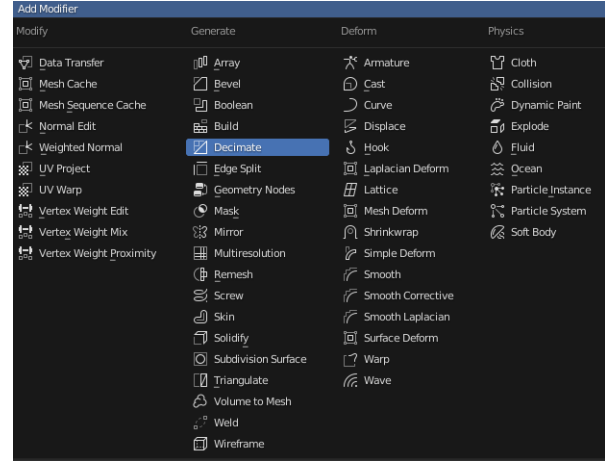 Add Modifier
Modify
Data Transfer
Mesh Cache
Mesh Sequence Cache
Normal Edit
Weighted Normal
UV Project
UV Warp
Vertex Weight Edit
Vertex Weight Mix
Vertex Weight Proximity
Generate
Array
Bevel
Boolean
Build
Decimate
Edge Split
Geometry Nodes
Mask
Mirror
Multiresolution
Remesh
Screw
Skin
Solidify
Subdivision Surface
Triangulate
Volume to Mesh
Weld
Wireframe
Deform
Armature
Cast
Curve
Displace
Hook
Laplacian Deform
Lattice
Mesh Deform
Shrinkwrap
Simple Deform
Smooth
Smooth Corrective
Smooth Laplacian
Surface Deform
Warp
Wave
Physics
Cloth
Collision
Dynamic Paint
Explode
Fluid
Ocean
Particle Instance
Particle System
Soft Body